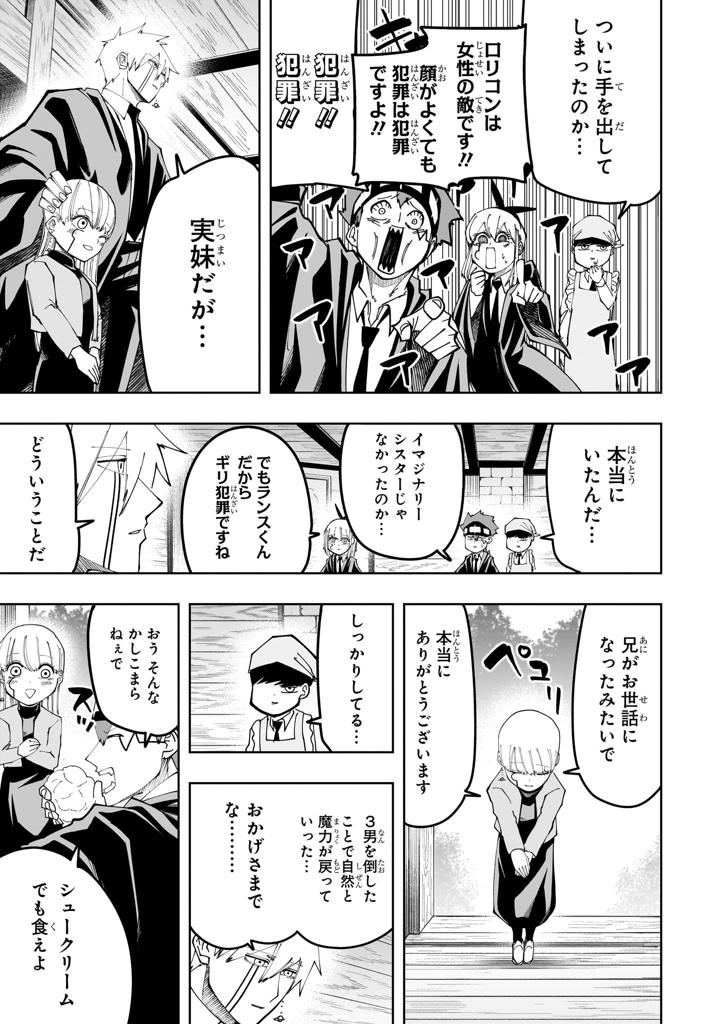 ついに手を出して
しまったのか…
ロリコンは
女性の敵です!!
顔がよくても
犯罪は犯罪
ですよ!!
犯罪!!
犯罪!!
キャ
ア
ア
ア
ア
実妹だが…
本当に
いたんだ…
イマジナリー
シスターじゃ
なかったのか…
でもランスくん
だから
ギリ犯罪ですね
どういうことだ
兄がお世話に
なったみたいで
本当に
ありがとうございます
ペコリ
しっかりしてる…
3男を倒した
ことで自然と
魔力が戻って
いった…
おかげさまで
な………
おう そんな
かしこまら
ねぇで
ズッ
シュークリーム
でも食えよ